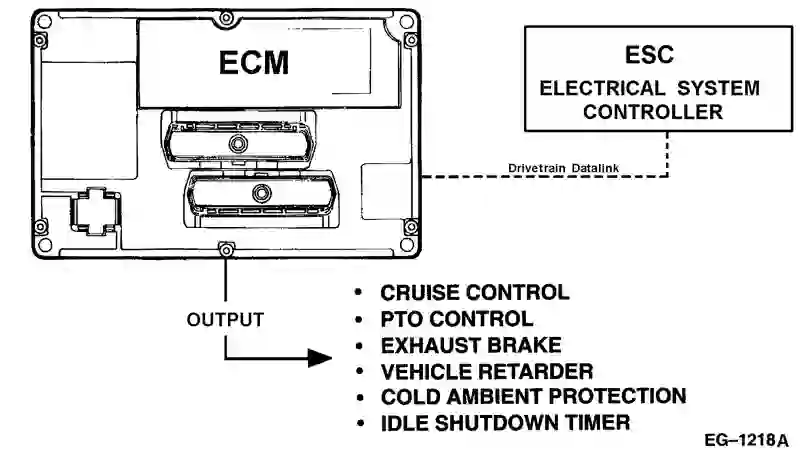 ECM
ESC
ELECTRICAL SYSTEM
CONTROLLER
Drivetrain Datalink
OUTPUT
• CRUISE CONTROL
• PTO CONTROL
• EXHAUST BRAKE
• VEHICLE RETARDER
• COLD AMBIENT PROTECTION
• IDLE SHUTDOWN TIMER
EG–1218A